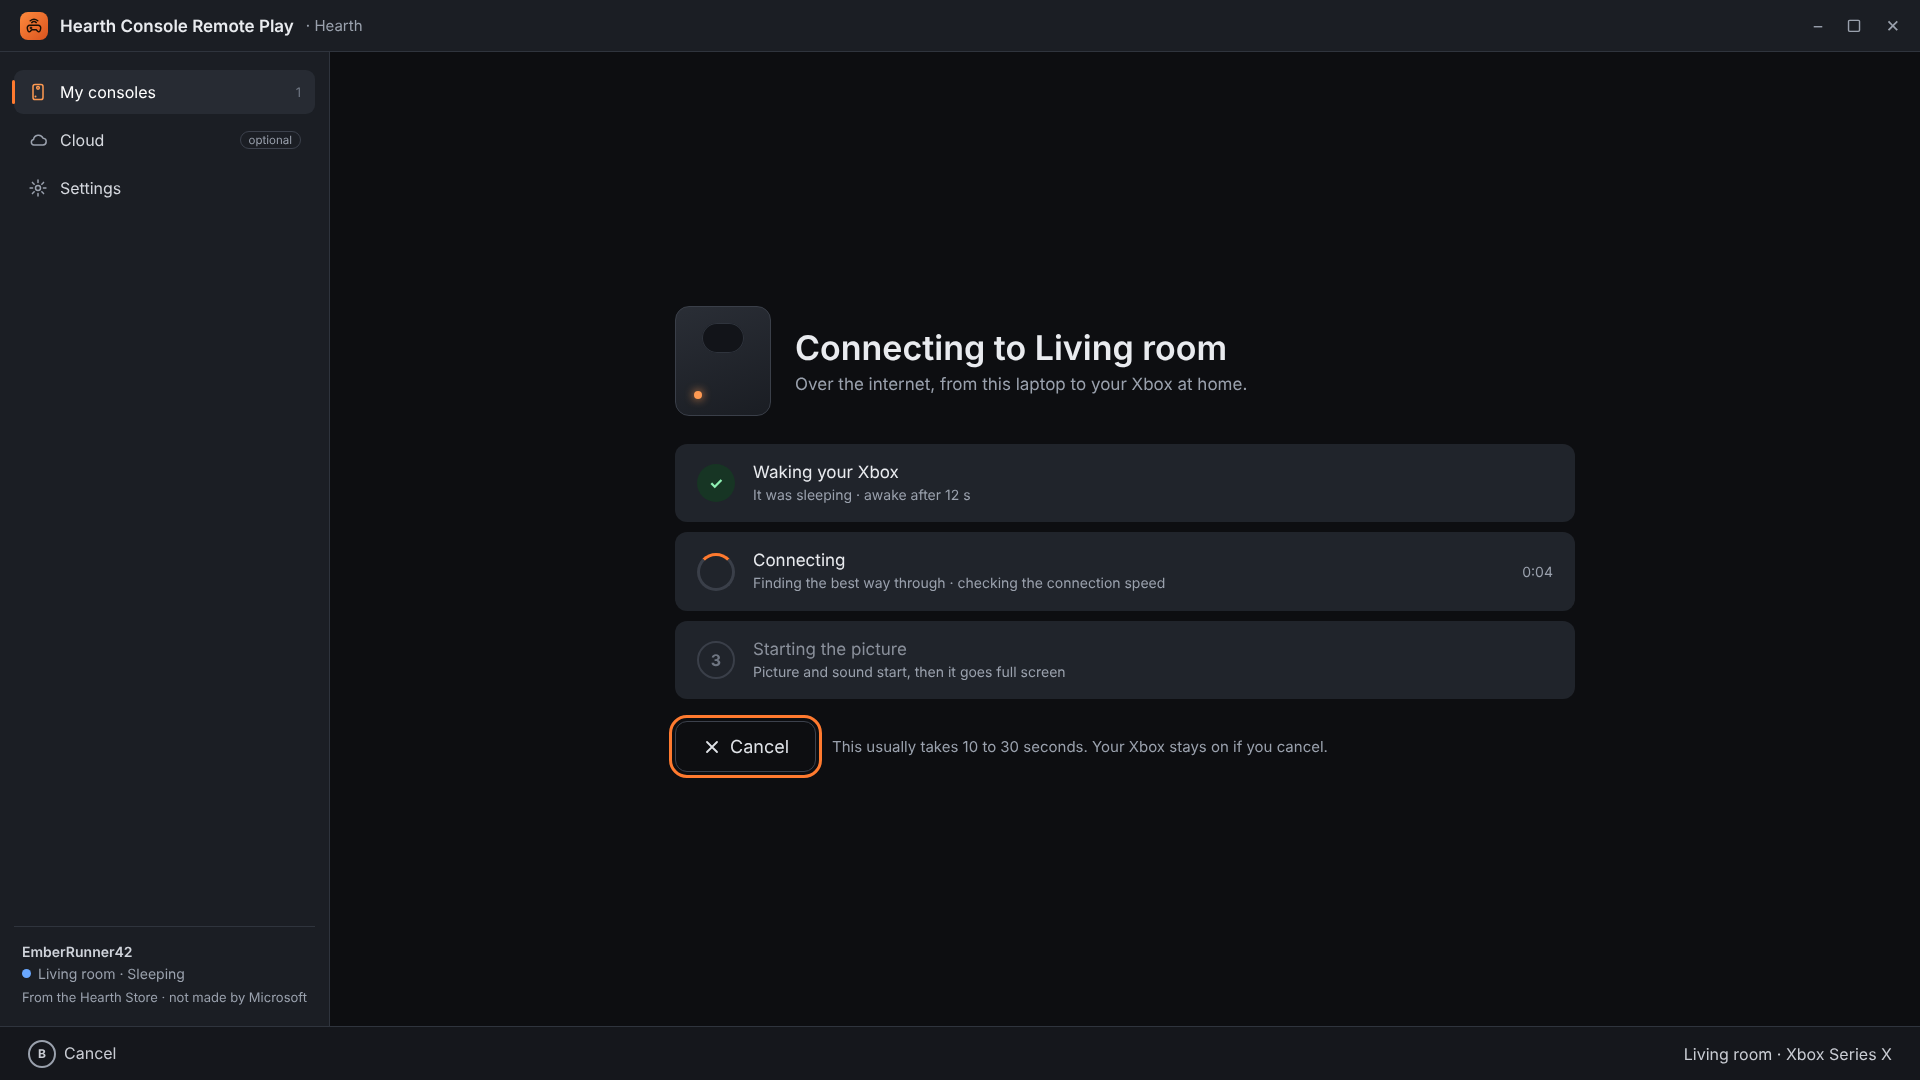 Hearth Console Remote Play · Hearth
My consoles 1
Cloud optional
Settings
Connecting to Living room
Over the internet, from this laptop to your Xbox at home.
Waking your Xbox
It was sleeping · awake after 12 s
Connecting
Finding the best way through · checking the connection speed
0:04
3
Starting the picture
Picture and sound start, then it goes full screen
Cancel
This usually takes 10 to 30 seconds. Your Xbox stays on if you cancel.
EmberRunner42
Living room · Sleeping
From the Hearth Store · not made by Microsoft
B Cancel
Living room · Xbox Series X